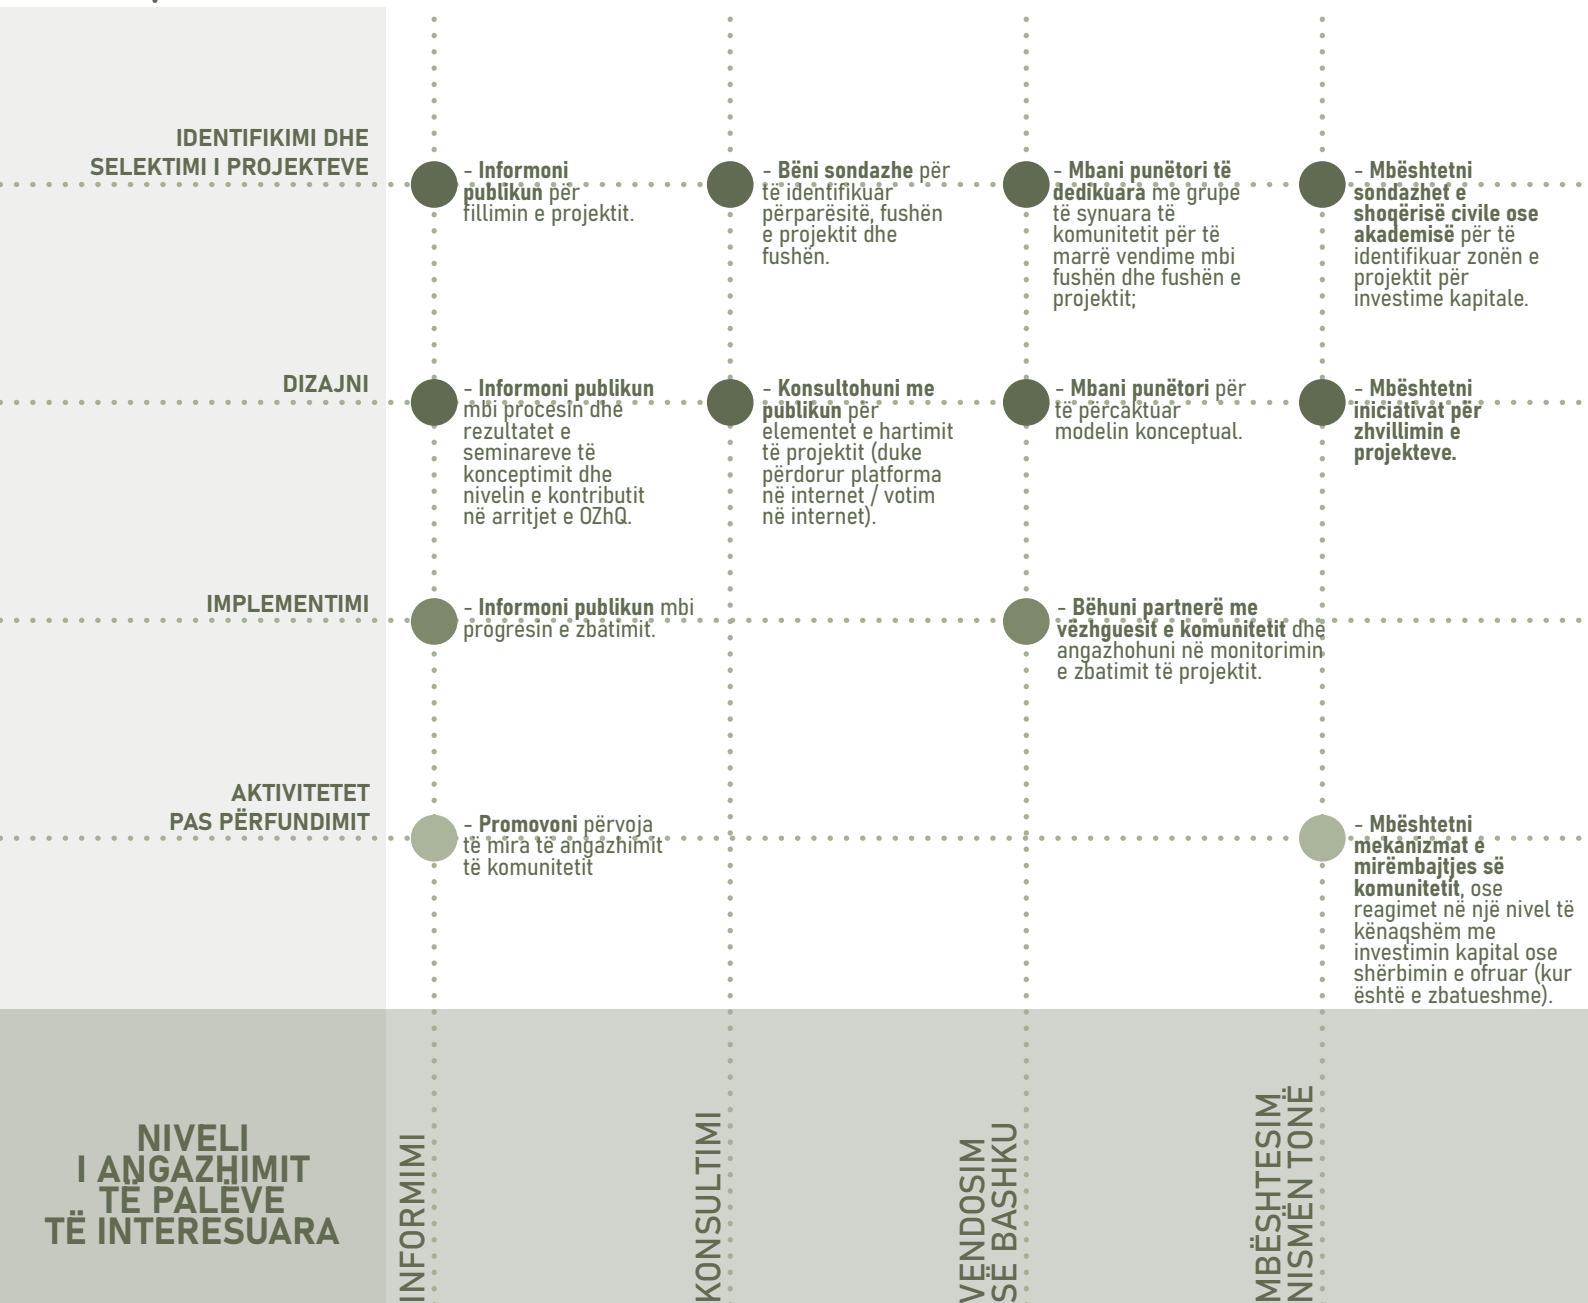 IDENTIFIKIMI DHE
SELEKTIMI I PROJEKTEVE
- Informoni
publikun për
fillimin e projektit.
- Bëni sondazhe për
të identifikuar
përparësitë, fushën
e projektit dhe
fushën.
- Mbani punëtori të
dedikuara me grupe
të synuara të
komunitetit për të
marrë vendime mbi
fushën dhe fushën e
projektit;
- Mbështetni
sondazhet e
shoqërisë civile ose
akademisë për të
identifikuar zonën e
projektit për
investime kapitale.
DIZAJNI
- Informoni publikun
mbi procesin dhe
rezultatet e
seminareve të
konceptimit dhe
nivelin e kontributit
në arritjet e OZhQ.
- Konsultohuni me
publikun për
elementet e hartimit
të projektit (duke
përdorur platforma
në internet / votim
në internet).
- Mbani punëtori për
të përcaktuar
modelin konceptual.
- Mbështetni
iniciativat për
zhvillimin e
projekteve.
IMPLEMENTIMI
- Informoni publikun mbi
progresin e zbatimit.
- Bëhuni partnerë me
vëzhguesit e komunitetit dhe
angazhohuni në monitorimin
e zbatimit të projektit.
AKTIVITETET
PAS PËRFUNDIMIT
- Promovoni përvoja
të mira të angazhimit
të komunitetit
- Mbështetni
mekanizmat e
mirëmbajtjes së
komunitetit, ose
reagimet në një nivel të
kënaqshëm me
investimin kapital ose
shërbimin e ofruar (kur
është e zbatueshme).
NIVELI
I ANGAZHIMIT
TË PALËVE
TË INTERESUARA
INFORMIMI
KONSULTIMI
VENDOSIM
SË BASHKU
MBËSHTESIM
NISMËN TONË